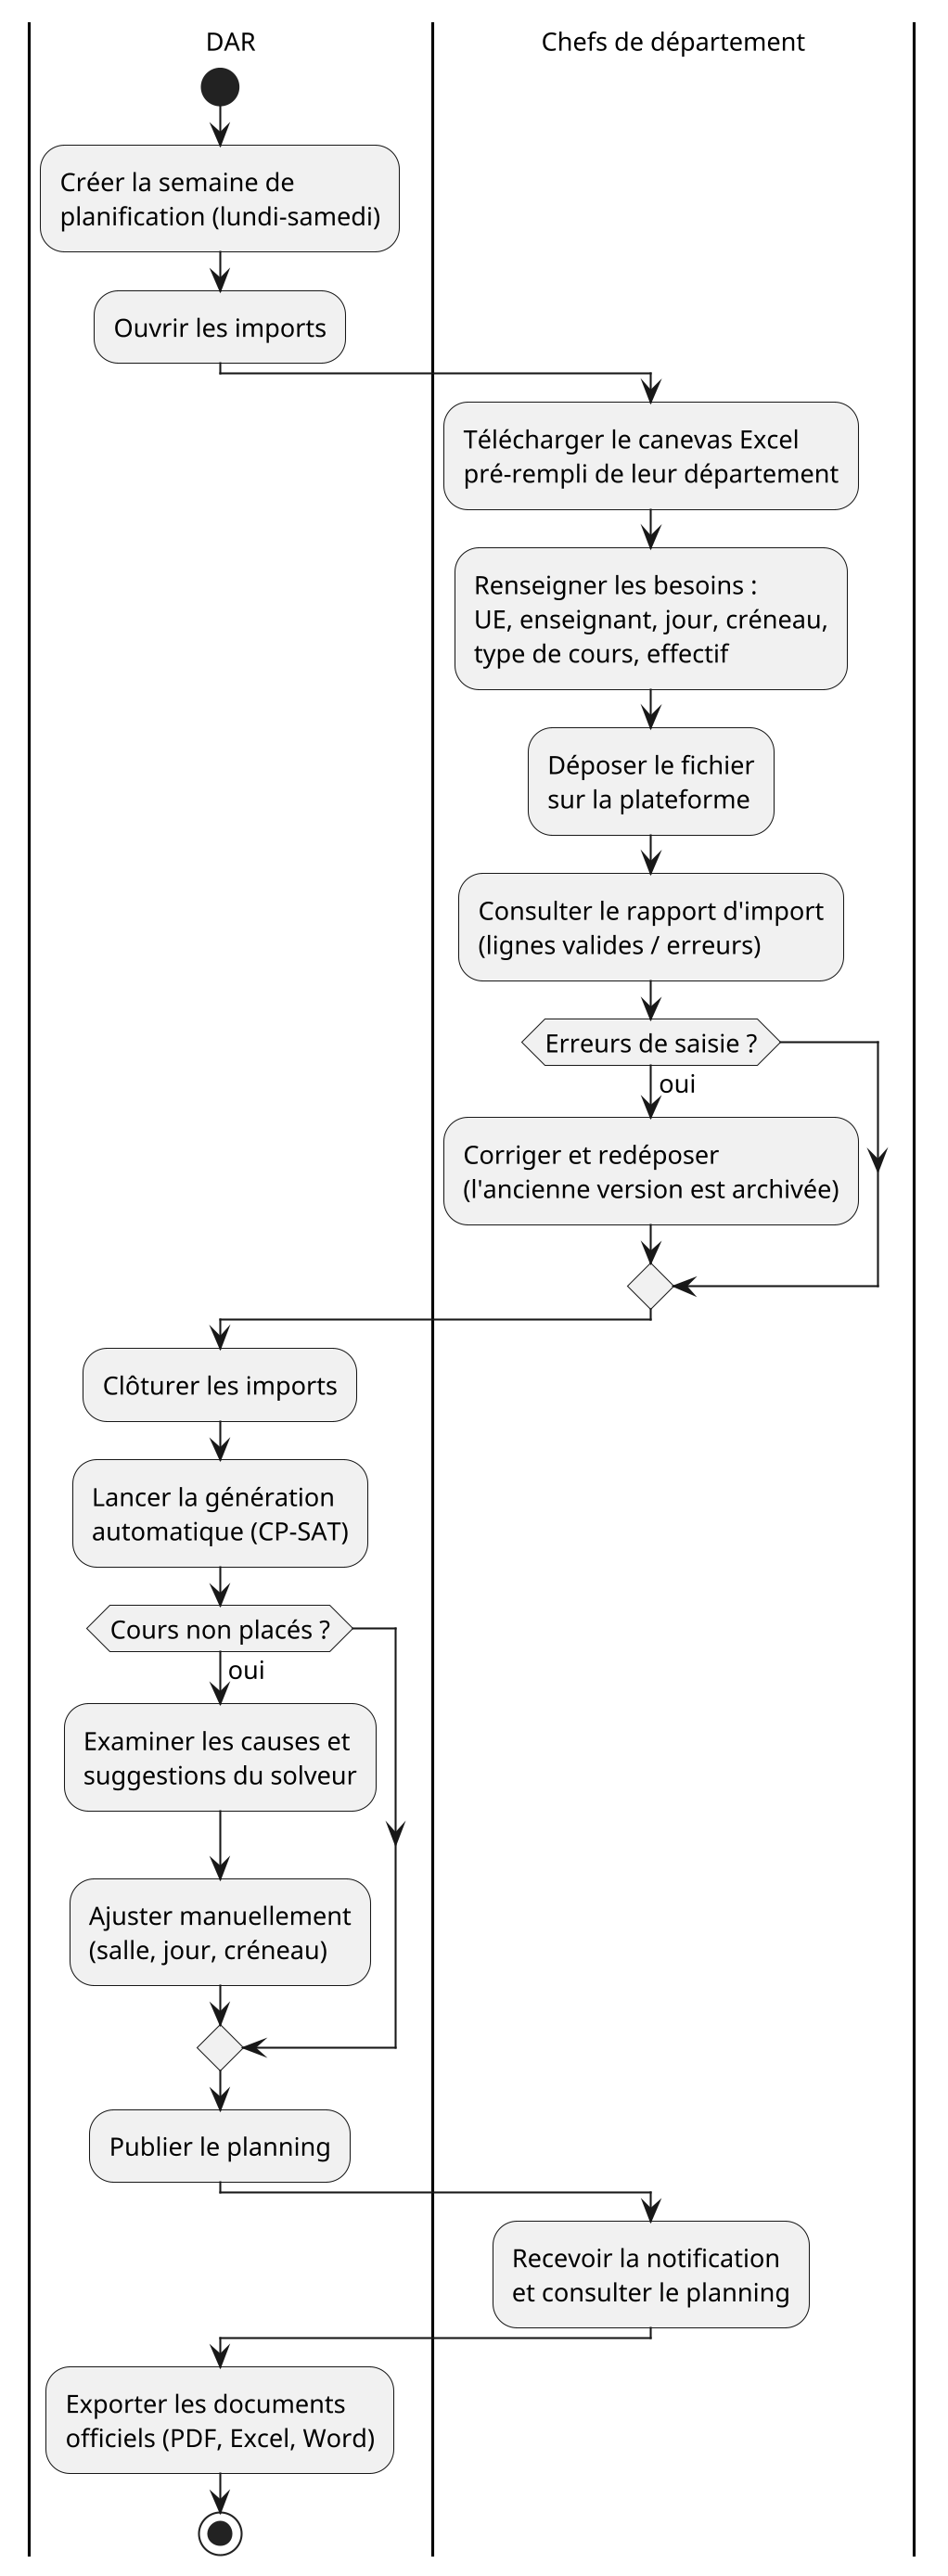 DAR
Chefs de département
Créer la semaine de
planification (lundi-samedi)
Ouvrir les imports
Télécharger le canevas Excel
pré-rempli de leur département
Renseigner les besoins :
UE, enseignant, jour, créneau,
type de cours, effectif
Déposer le fichier
sur la plateforme
Consulter le rapport d'import
(lignes valides / erreurs)
Erreurs de saisie ?
oui
Corriger et redéposer
(l'ancienne version est archivée)
Clôturer les imports
Lancer la génération
automatique (CP-SAT)
Cours non placés ?
oui
Examiner les causes et
suggestions du solveur
Ajuster manuellement
(salle, jour, créneau)
Publier le planning
Recevoir la notification
et consulter le planning
Exporter les documents
officiels (PDF, Excel, Word)